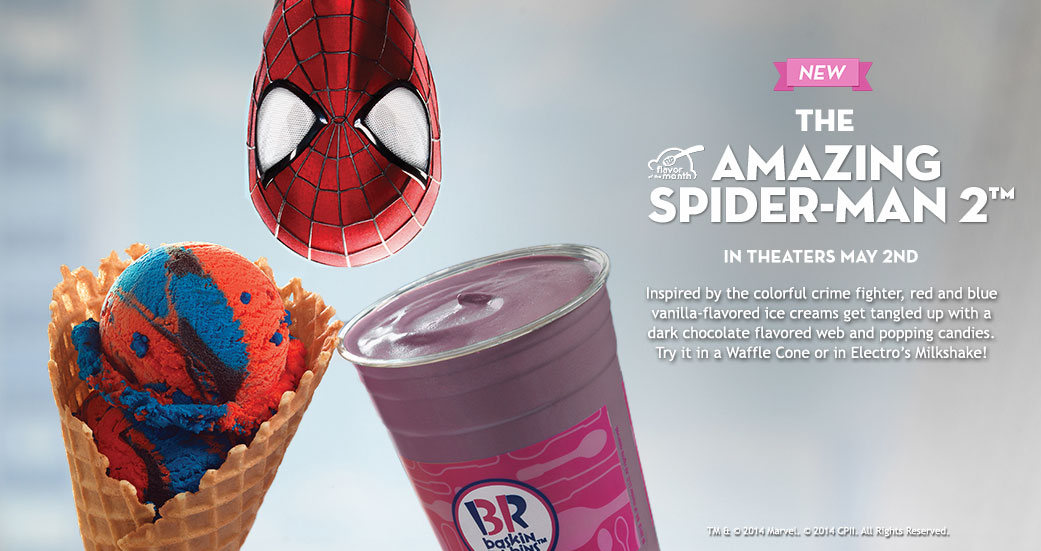 NEW
THE
flavor
of the month
AMAZING
SPIDER-MAN 2™
IN THEATERS MAY 2ND
Inspired by the colorful crime fighter, red and blue
vanilla-flavored ice creams get tangled up with a
dark chocolate flavored web and popping candies.
Try it in a Waffle Cone or in Electro's Milkshake!
BR
baskin
TM & © 2014 Marvel. © 2014 CPII. All Rights Reserved.